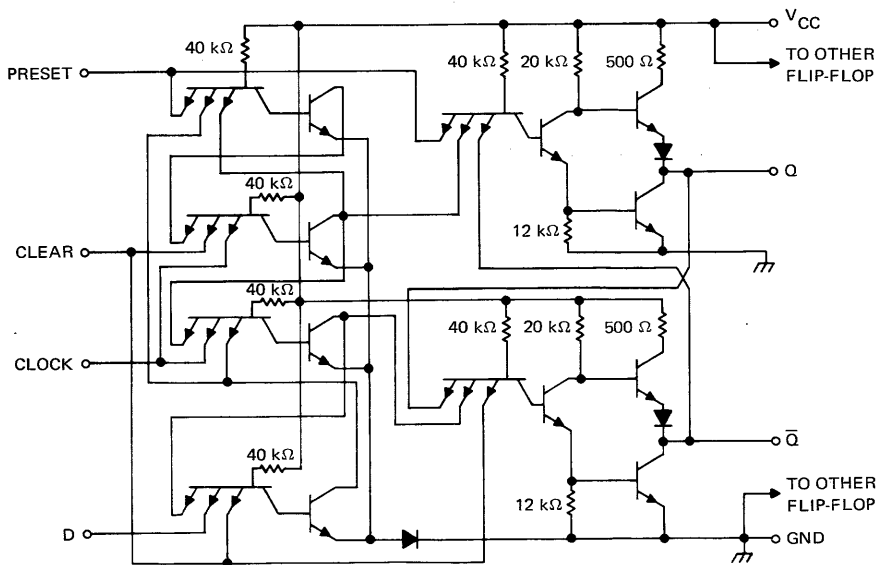 V_CC
40 kΩ
40 kΩ
20 kΩ
500 Ω
TO OTHER
FLIP-FLOP
PRESET
Q
40 kΩ
12 kΩ
CLEAR
40 kΩ
40 kΩ
20 kΩ
500 Ω
CLOCK
Q̅
40 kΩ
TO OTHER
FLIP-FLOP
12 kΩ
D
GND